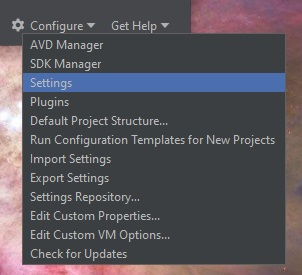 Configure Get Help
AVD Manager
SDK Manager
Settings
Plugins
Default Project Structure...
Run Configuration Templates for New Projects
Import Settings
Export Settings
Settings Repository...
Edit Custom Properties...
Edit Custom VM Options...
Check for Updates